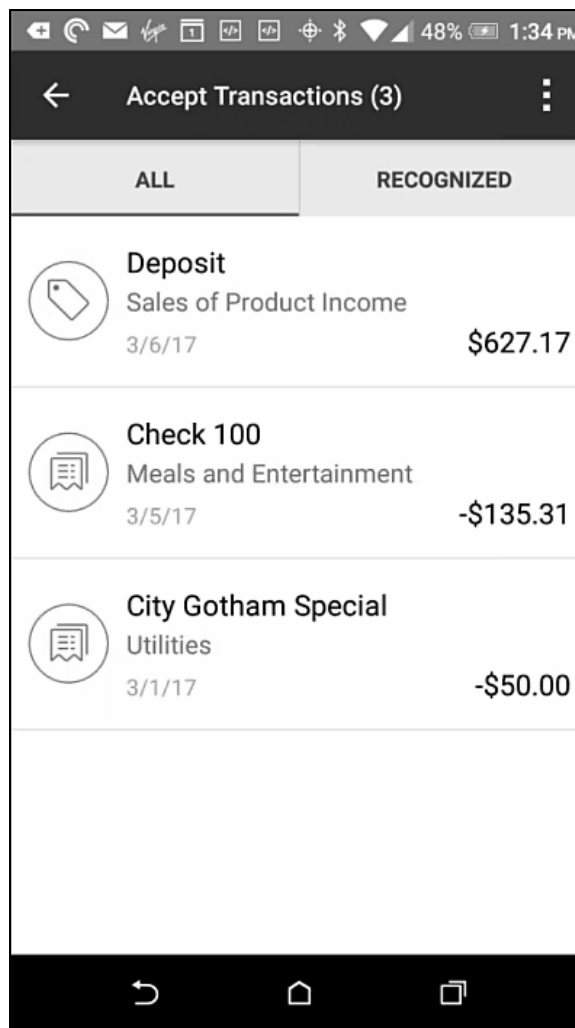 1 48% 1:34 PM
Accept Transactions (3)
ALL RECOGNIZED
Deposit
Sales of Product Income
3/6/17 $627.17
Check 100
Meals and Entertainment
3/5/17 -$135.31
City Gotham Special
Utilities
3/1/17 -$50.00